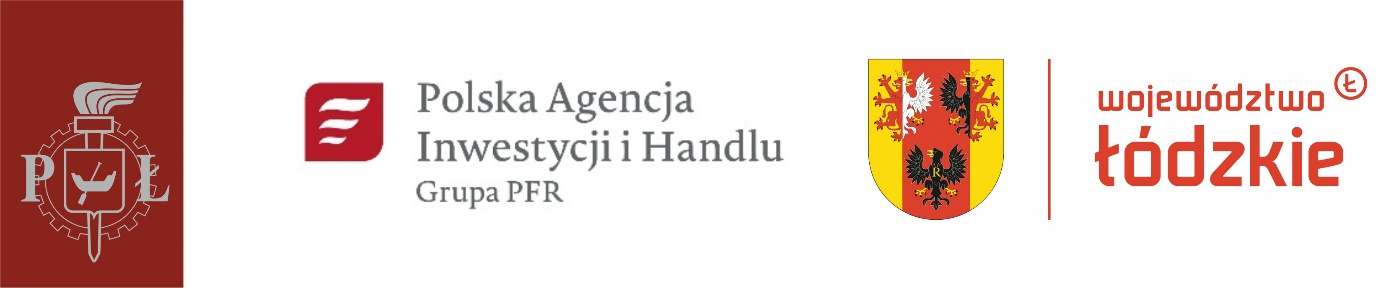 P Ł
Polska Agencja
Inwestycji i Handlu
Grupa PFR
R
województwo Ł
łódzkie